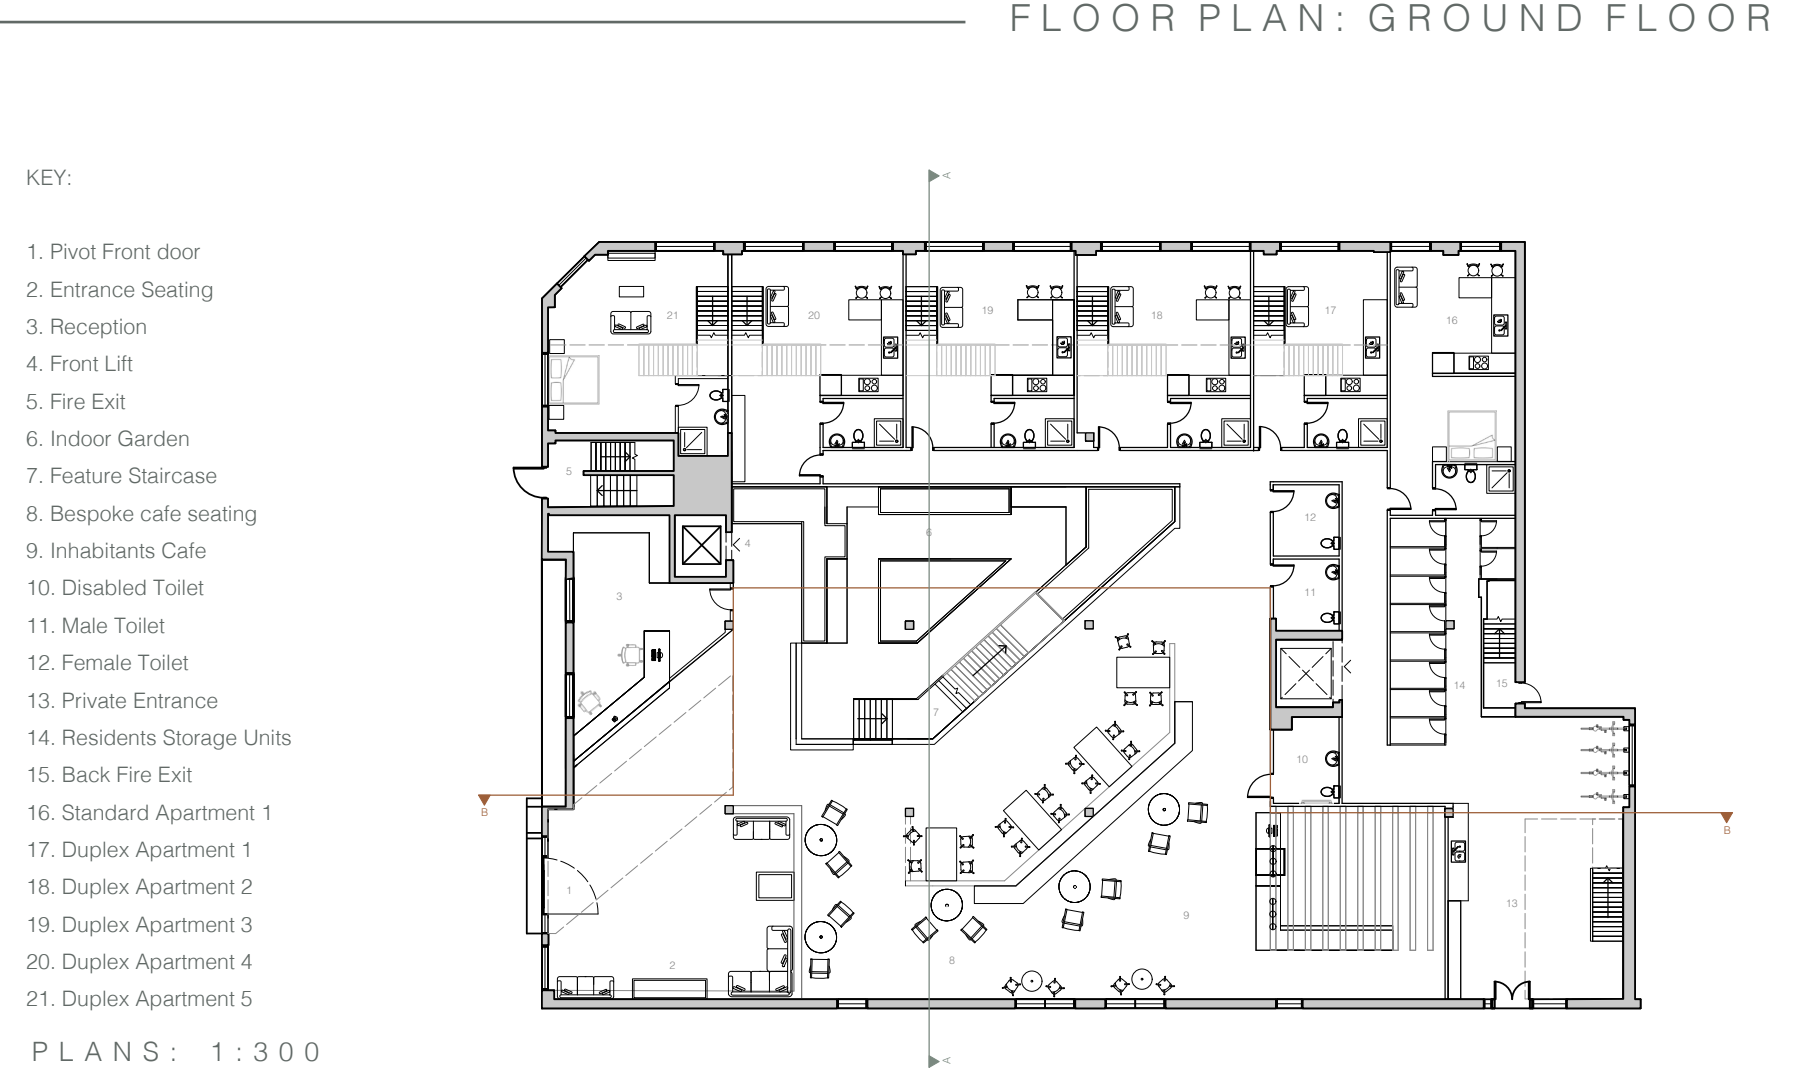 FLOOR PLAN: GROUND FLOOR
KEY:
1. Pivot Front door
2. Entrance Seating
3. Reception
4. Front Lift
5. Fire Exit
6. Indoor Garden
7. Feature Staircase
8. Bespoke cafe seating
9. Inhabitants Cafe
10. Disabled Toilet
11. Male Toilet
12. Female Toilet
13. Private Entrance
14. Residents Storage Units
15. Back Fire Exit
16. Standard Apartment 1
17. Duplex Apartment 1
18. Duplex Apartment 2
19. Duplex Apartment 3
20. Duplex Apartment 4
21. Duplex Apartment 5
PLANS: 1:300
A
21
20
19
18
17
16
5
6
12
4
3
11
14
15
7
10
B
B
1
13
9
8
2
A